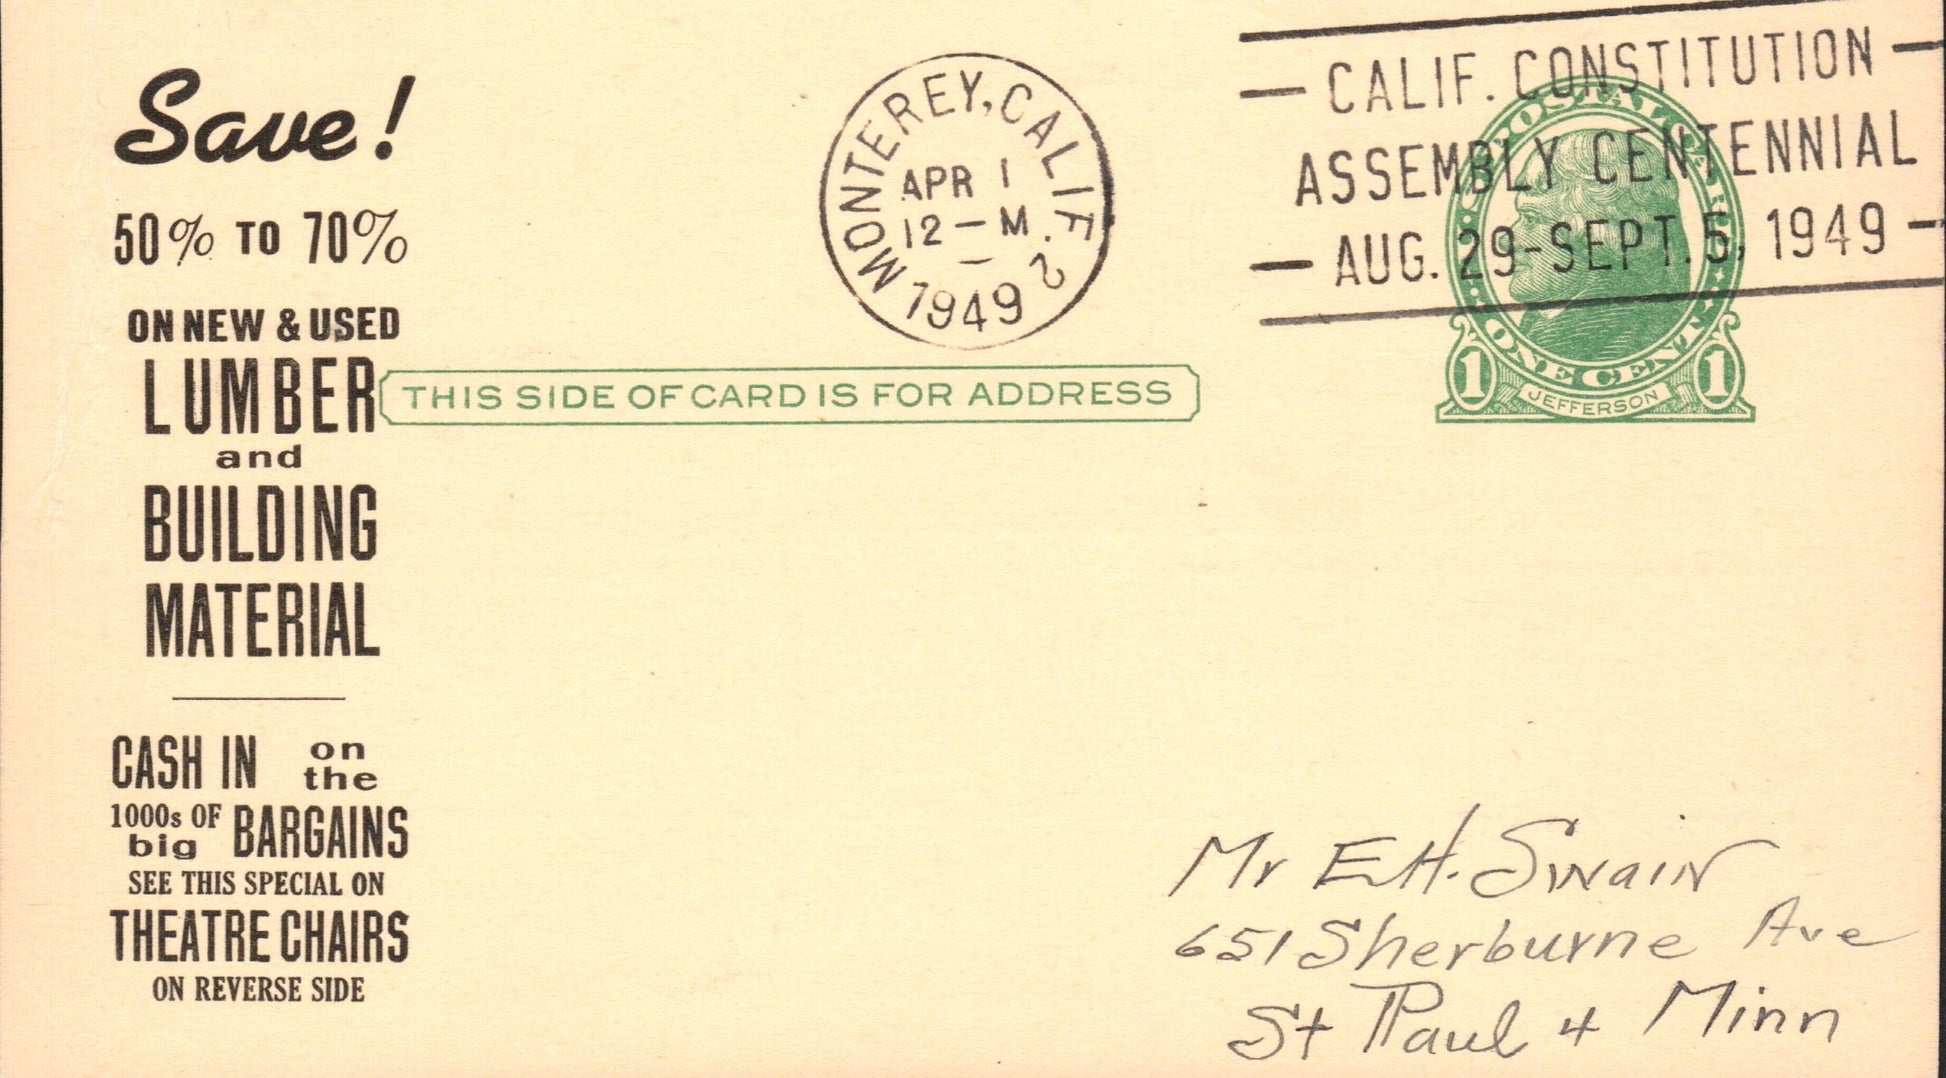 Save!
50% TO 70%
ON NEW & USED
LUMBER
and
BUILDING
MATERIAL
CASH IN on the
1000s OF big BARGAINS
SEE THIS SPECIAL ON
THEATRE CHAIRS
ON REVERSE SIDE
MONTEREY, CALIF. 2
APR 1
12 – M
1949
— CALIF. CONSTITUTION —
ASSEMBLY CENTENNIAL
— AUG. 29-SEPT. 5, 1949 —
POSTAL CARD
ONE CENT
1 JEFFERSON 1
THIS SIDE OF CARD IS FOR ADDRESS
Mr E.H. Swain
651 Sherburne Ave
St Paul 4 Minn